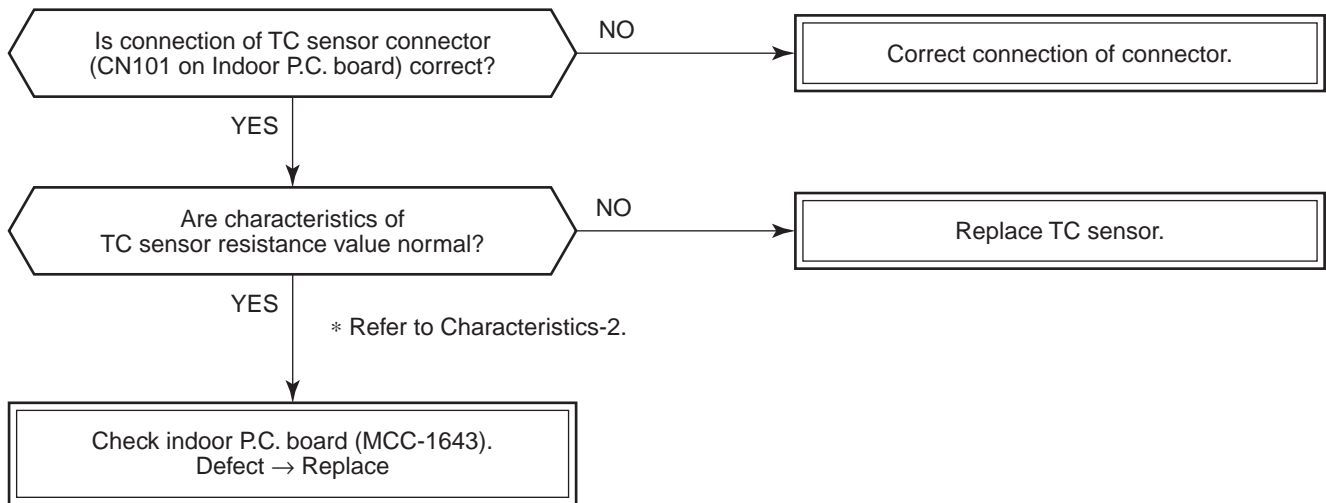 Is connection of TC sensor connector
(CN101 on Indoor P.C. board) correct?
NO
Correct connection of connector.
YES
Are characteristics of
TC sensor resistance value normal?
NO
Replace TC sensor.
YES
* Refer to Characteristics-2.
Check indoor P.C. board (MCC-1643).
Defect → Replace